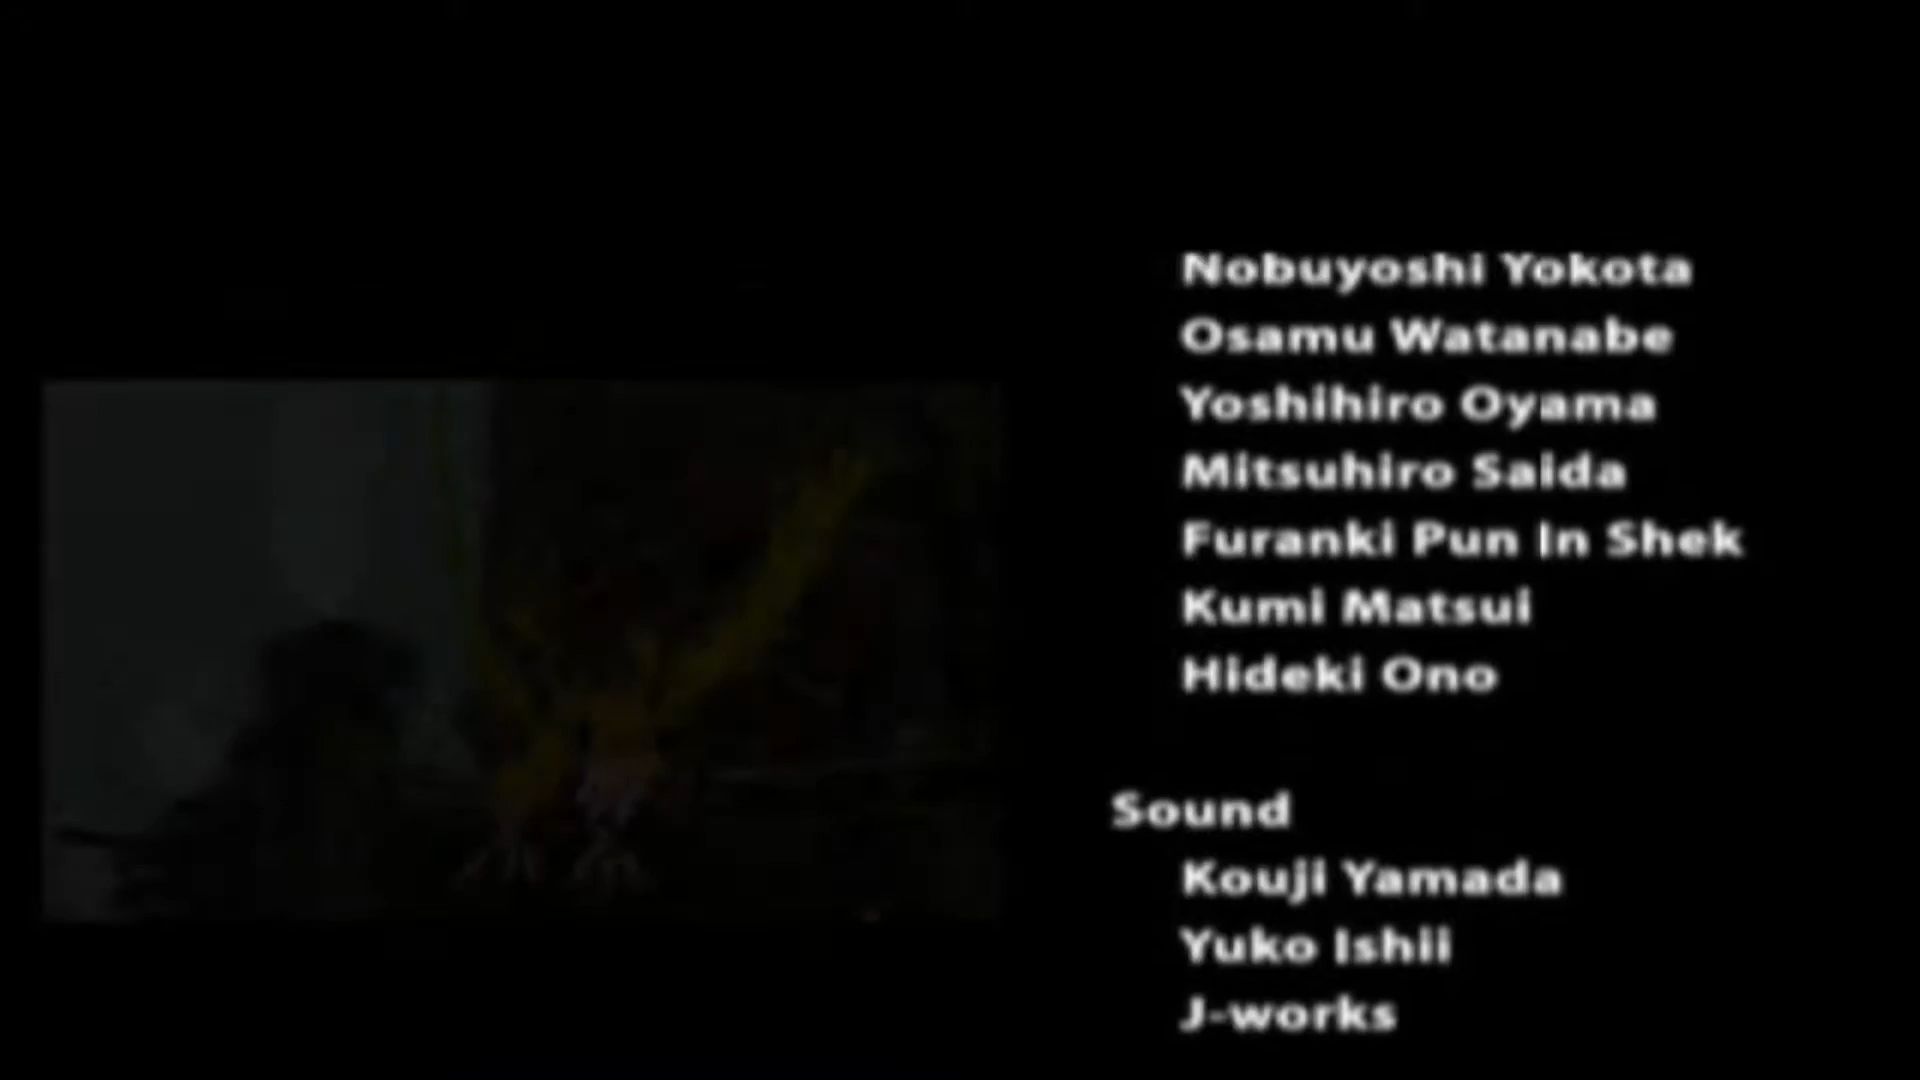 Nobuyoshi Yokota
Osamu Watanabe
Yoshihiro Oyama
Mitsuhiro Saida
Furanki Pun In Shek
Kumi Matsui
Hideki Ono
Sound
Kouji Yamada
Yuko Ishii
J-works